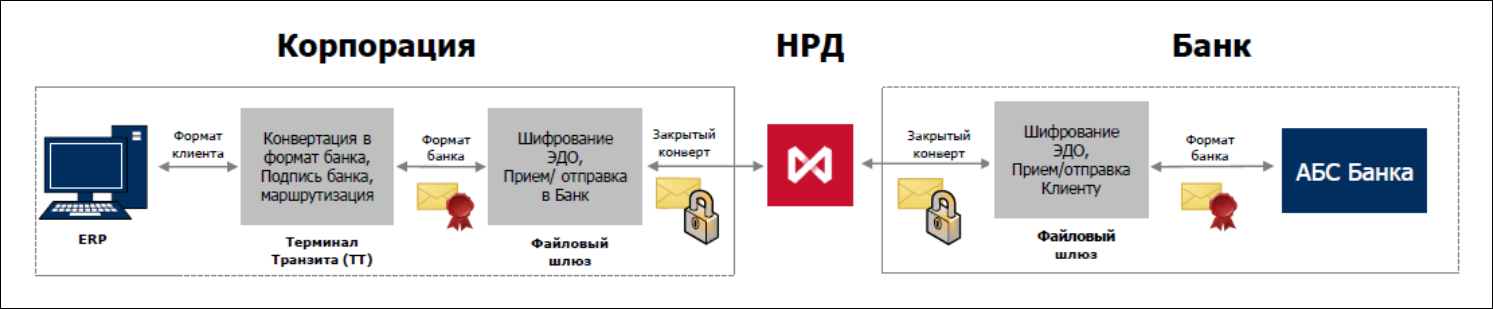 Корпорация
НРД
Банк
ERP
Формат
клиента
Конвертация в
формат банка,
Подпись банка,
маршрутизация
Терминал
Транзита (ТТ)
Формат
банка
Шифрование
ЭДО,
Прием/ отправка
в Банк
Файловый
шлюз
Закрытый
конверт
Закрытый
конверт
Шифрование
ЭДО,
Прием/отправка
Клиенту
Файловый
шлюз
Формат
банка
АБС Банка